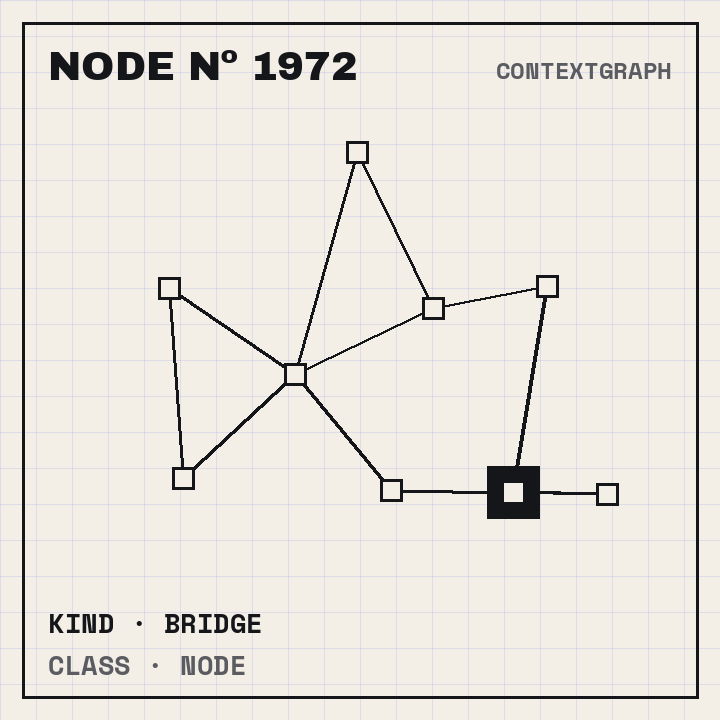 NODE Nº 1972
CONTEXTGRAPH
KIND · BRIDGE
CLASS · NODE